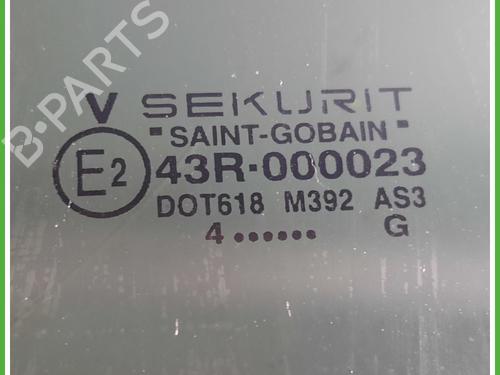 B-PARTS
V SEKURIT
"SAINT-GOBAIN"
E2 43R·000023
DOT618 M392 AS3
4 ...... G